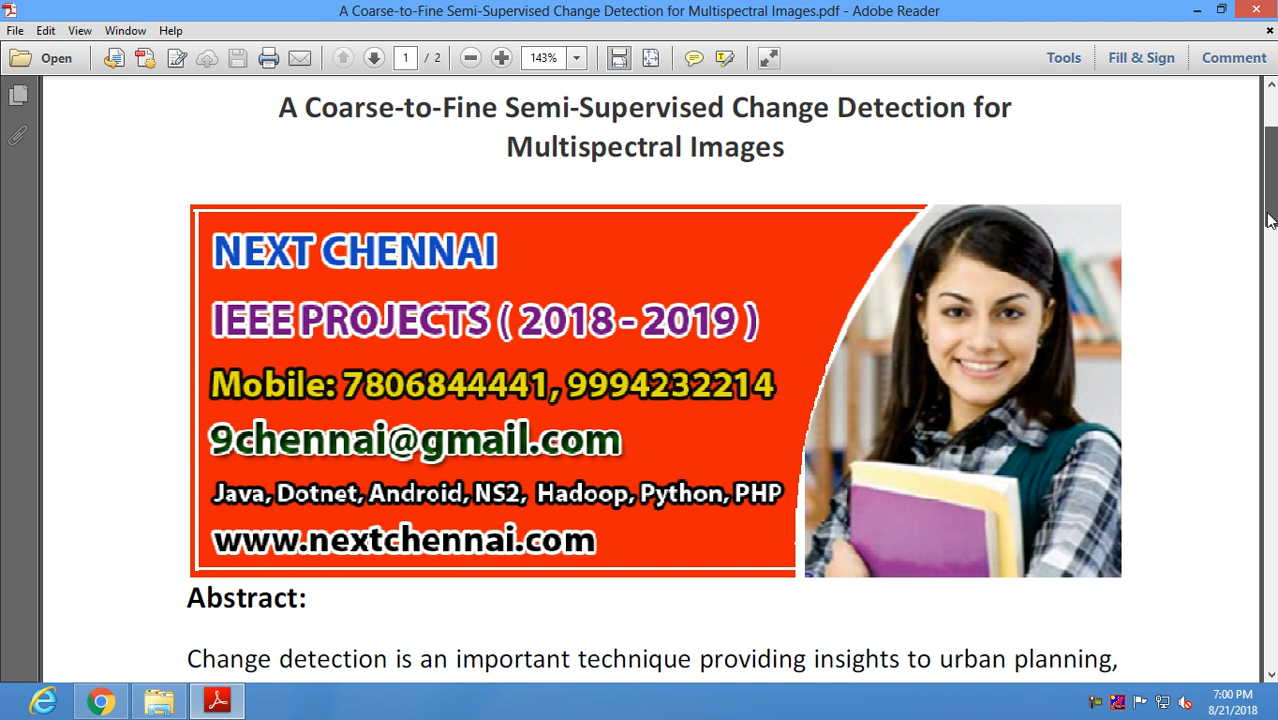 A Coarse-to-Fine Semi-Supervised Change Detection for Multispectral Images.pdf - Adobe Reader
File Edit View Window Help
Open 1 / 2 143% Tools Fill & Sign Comment
A Coarse-to-Fine Semi-Supervised Change Detection for
Multispectral Images
NEXT CHENNAI
IEEE PROJECTS ( 2018 - 2019 )
Mobile: 7806844441, 9994232214
9chennai@gmail.com
Java, Dotnet, Android, NS2, Hadoop, Python, PHP
www.nextchennai.com
Abstract:
Change detection is an important technique providing insights to urban planning,
7:00 PM
8/21/2018